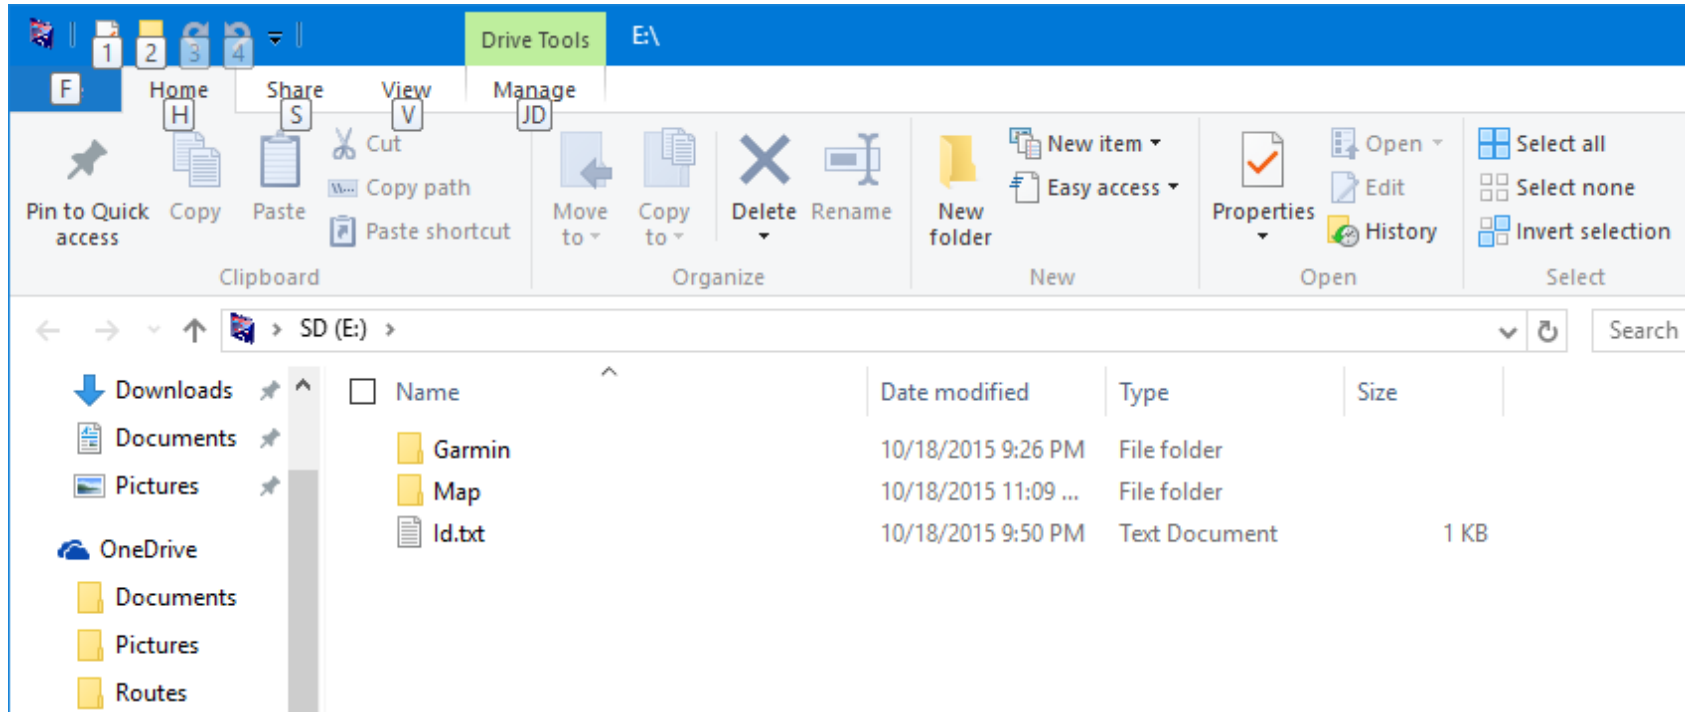 1 2 3 4
Drive Tools
E:\
F
Home
Share
View
Manage
H
S
V
JD
Pin to Quick access
Copy
Paste
Cut
Copy path
Paste shortcut
Clipboard
Move to
Copy to
Delete
Rename
Organize
New folder
New item
Easy access
New
Properties
Open
Edit
History
Open
Select all
Select none
Invert selection
Select
SD (E:)
Search
Downloads
Documents
Pictures
OneDrive
Documents
Pictures
Routes
Name Date modified Type Size
Garmin 10/18/2015 9:26 PM File folder
Map 10/18/2015 11:09 ... File folder
Id.txt 10/18/2015 9:50 PM Text Document 1 KB